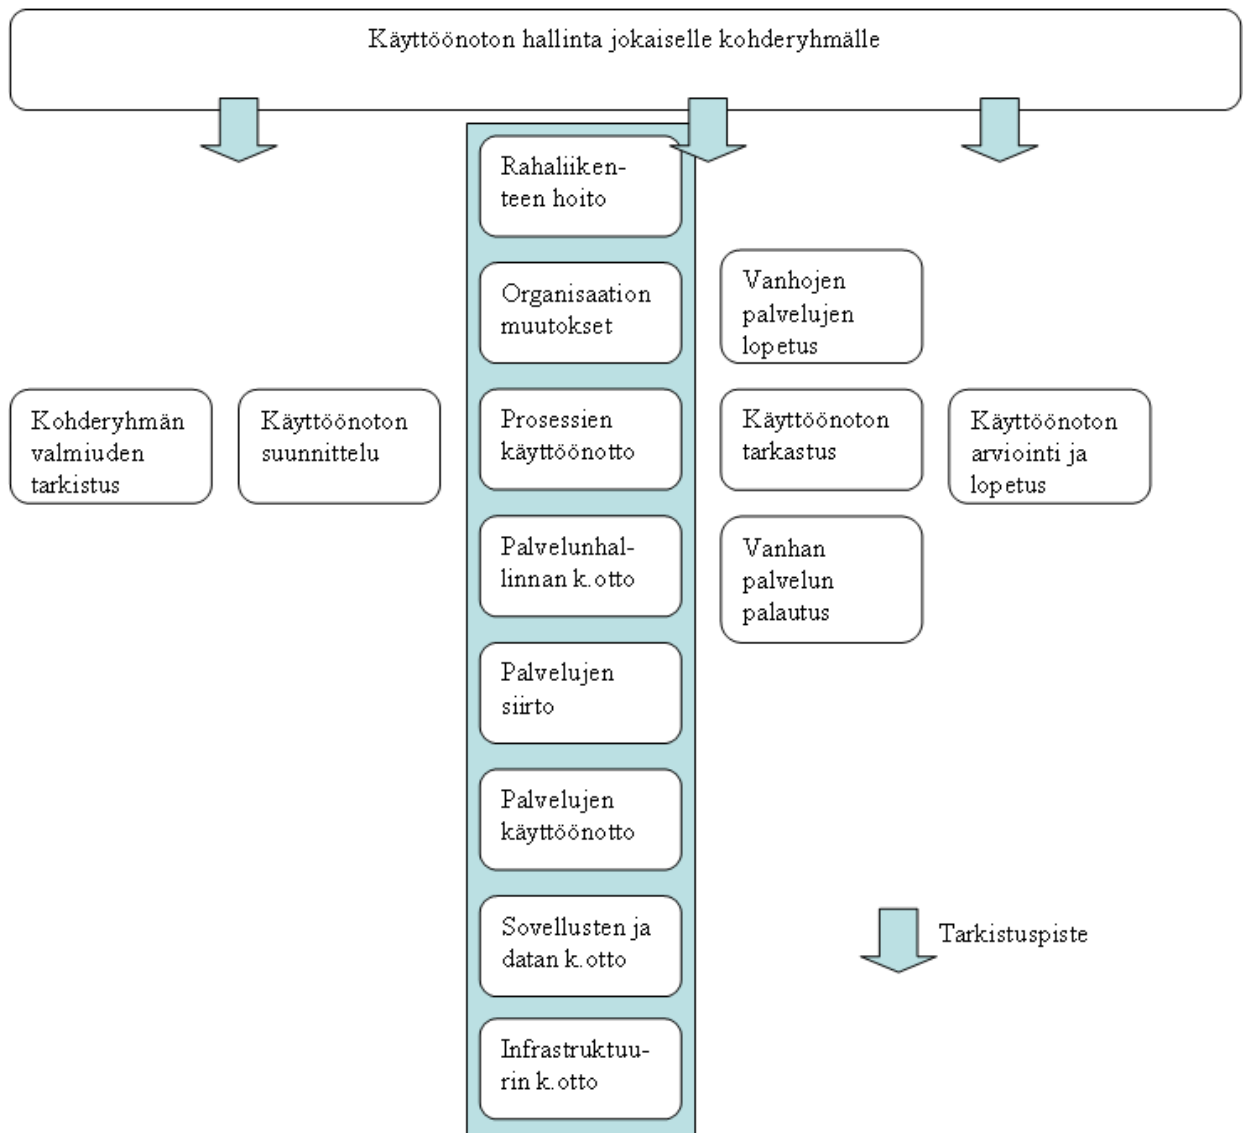 Käyttöönoton hallinta jokaiselle kohderyhmälle
Kohderyhmän
valmiuden
tarkistus
Käyttöönoton
suunnittelu
Rahaliiken-
teen hoito
Organisaation
muutokset
Prosessien
käyttöönotto
Palvelunhal-
linnan k.otto
Palvelujen
siirto
Palvelujen
käyttöönotto
Sovellusten ja
datan k.otto
Infrastruktuu-
rin k.otto
Vanhojen
palvelujen
lopetus
Käyttöönoton
tarkastus
Vanhan
palvelun
palautus
Käyttöönoton
arviointi ja
lopetus
Tarkistuspiste